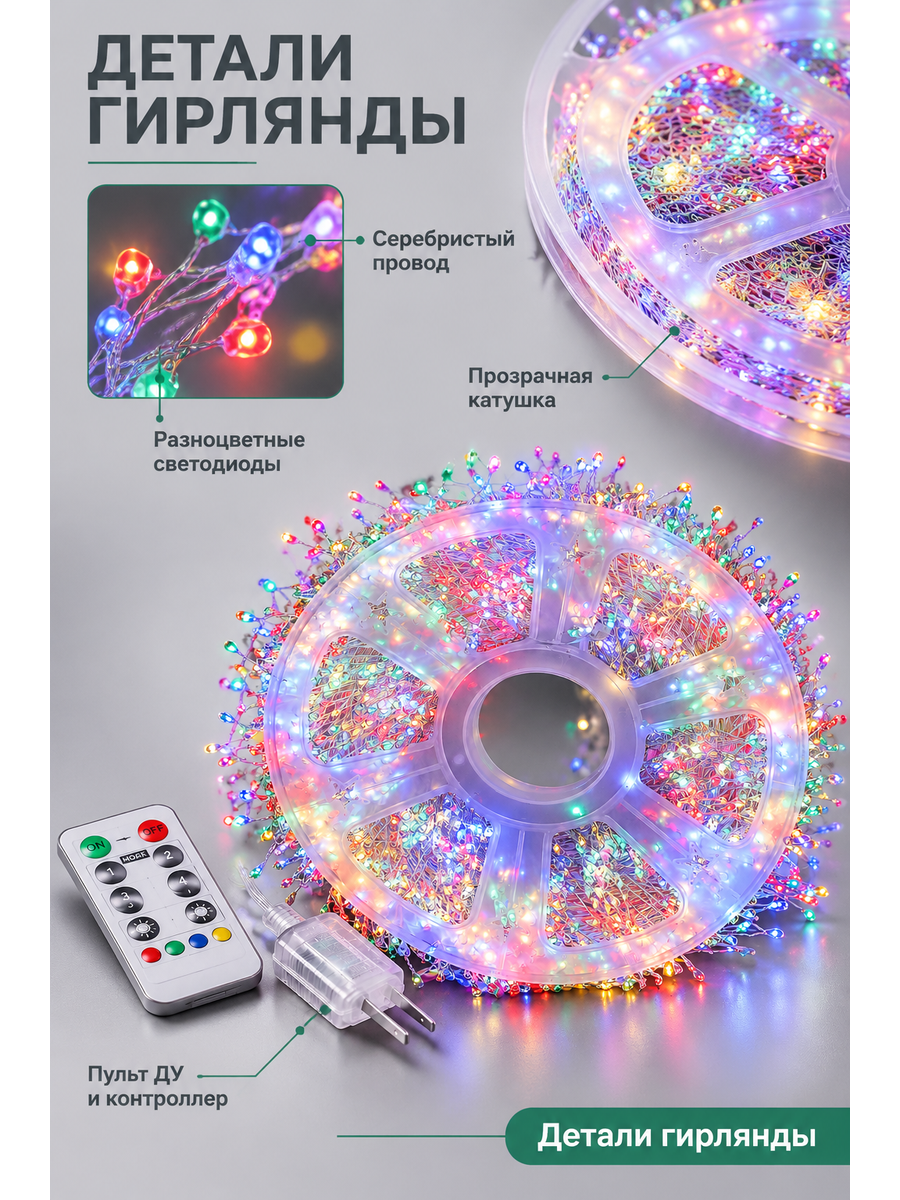 ДЕТАЛИ
ГИРЛЯНДЫ
Серебристый
провод
Прозрачная
катушка
Разноцветные
светодиоды
ON
OFF
1
2
3
4
Пульт ДУ
и контроллер
Детали гирлянды